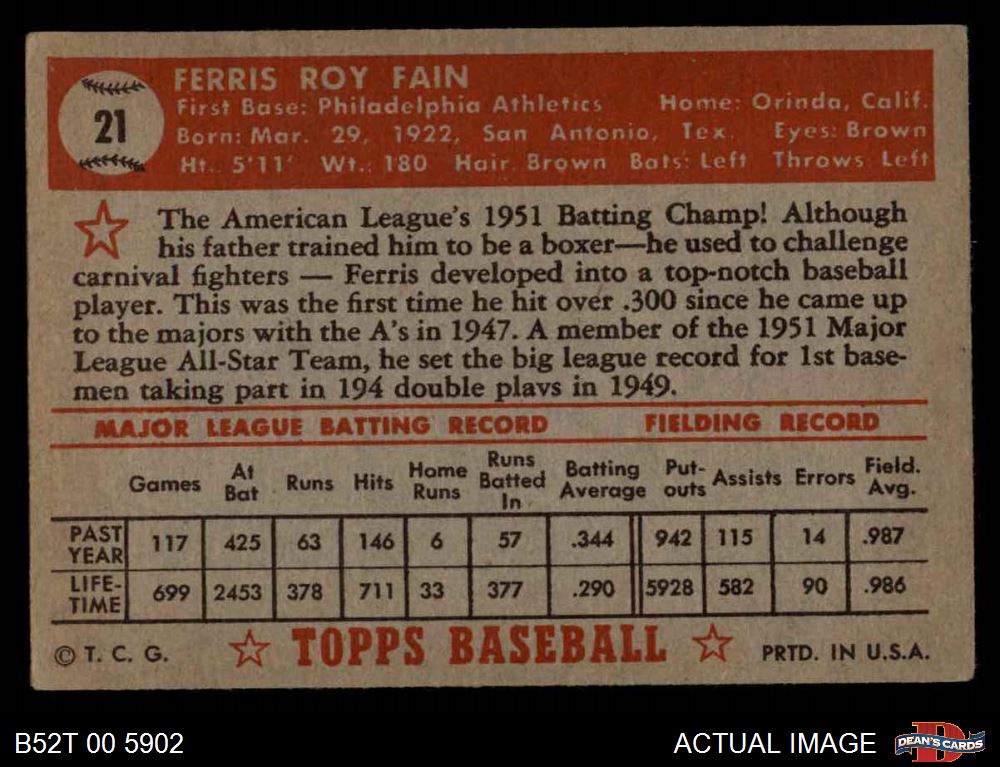 21
FERRIS ROY FAIN
First Base: Philadelphia Athletics Home: Orinda, Calif.
Born: Mar. 29, 1922, San Antonio, Tex. Eyes: Brown
Ht. 5'11' Wt.: 180 Hair. Brown Bats: Left Throws Left
The American League's 1951 Batting Champ! Although
his father trained him to be a boxer—he used to challenge
carnival fighters — Ferris developed into a top-notch baseball
player. This was the first time he hit over .300 since he came up
to the majors with the A's in 1947. A member of the 1951 Major
League All-Star Team, he set the big league record for 1st base-
men taking part in 194 double plays in 1949.
MAJOR LEAGUE BATTING RECORD FIELDING RECORD
Games At Bat Runs Hits Home Runs Runs Batted In Batting Average Put-outs Assists Errors Field. Avg.
PAST YEAR 117 425 63 146 6 57 .344 942 115 14 .987
LIFE-TIME 699 2453 378 711 33 377 .290 5928 582 90 .986
© T. C. G. TOPPS BASEBALL PRTD. IN U.S.A.
B52T 00 5902 ACTUAL IMAGE D DEAN'S CARDS